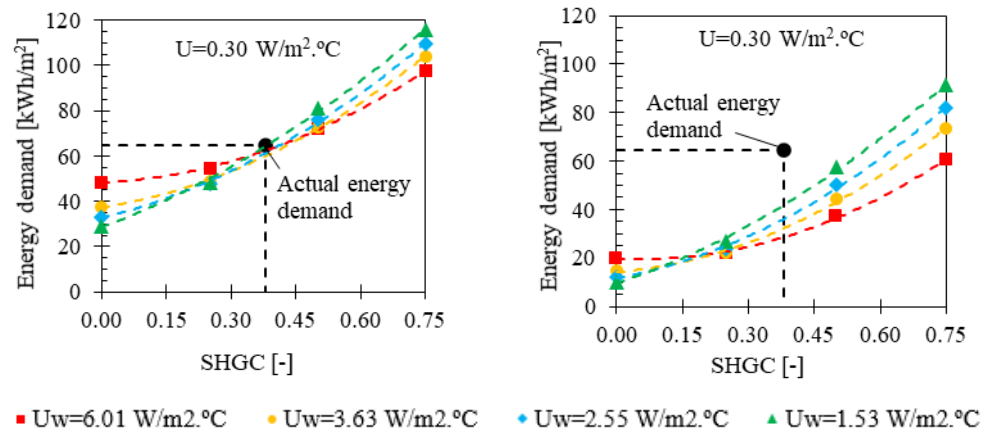 120
100
80
60
40
20
0
Energy demand [kWh/m²]
U=0.30 W/m².ºC
Actual energy
demand
0.00 0.15 0.30 0.45 0.60 0.75
SHGC [-]
120
100
80
60
40
20
0
Energy demand [kWh/m²]
U=0.30 W/m².ºC
Actual energy
demand
0.00 0.15 0.30 0.45 0.60 0.75
SHGC [-]
Uw=6.01 W/m2.ºC Uw=3.63 W/m2.ºC Uw=2.55 W/m2.ºC Uw=1.53 W/m2.ºC